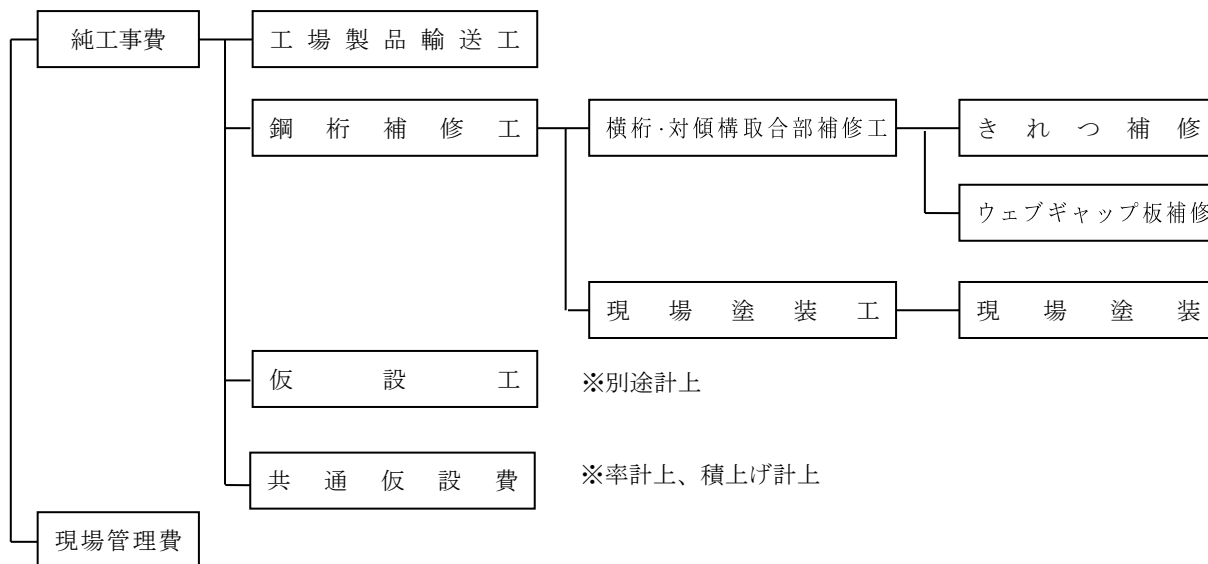 純工事費
工場製品輸送工
鋼桁補修工
横桁·対傾構取合部補修工
きれつ補修
ウェブギャップ板補修
現場塗装工
現場塗装
仮設工
※別途計上
共通仮設費
※率計上、積上げ計上
現場管理費